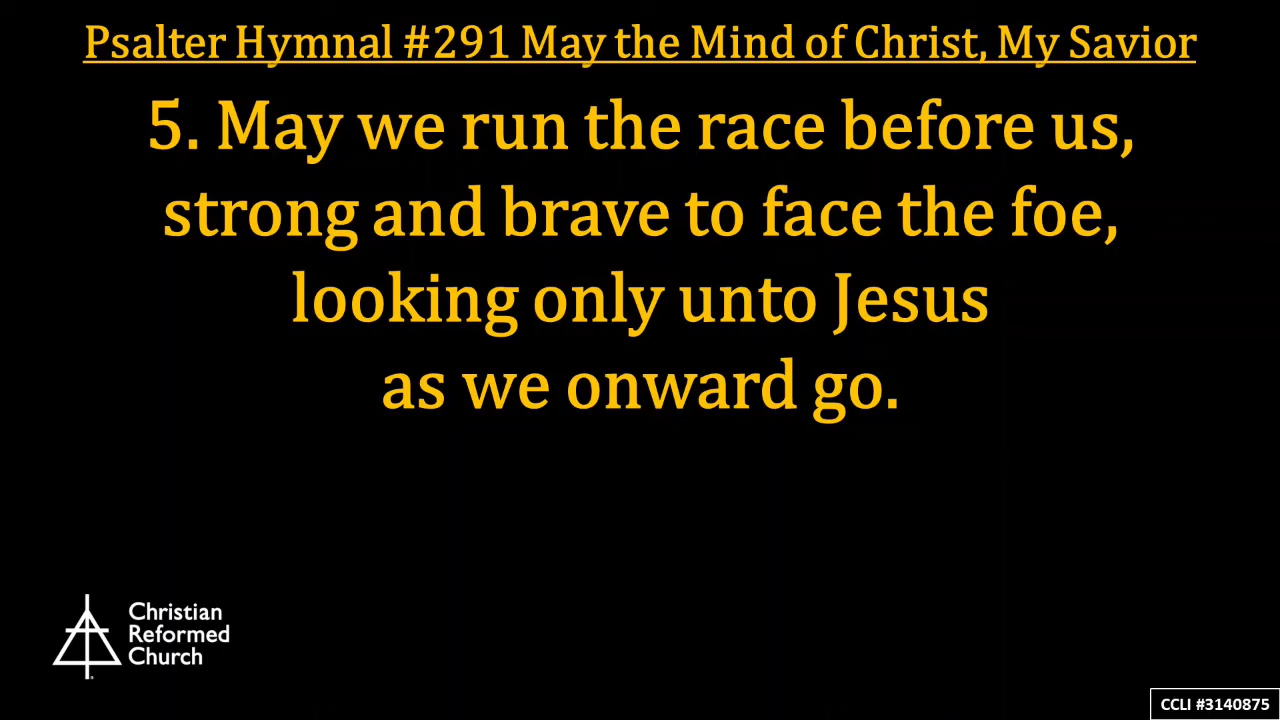 Psalter Hymnal #291 May the Mind of Christ, My Savior
5. May we run the race before us,
strong and brave to face the foe,
looking only unto Jesus
as we onward go.
Christian
Reformed
Church
CCLI #3140875